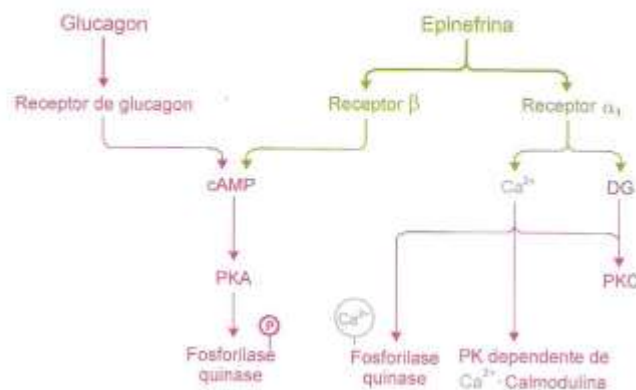 Glucagon
Epinefrina
Receptor de glucagon
Receptor β
Receptor α₁
cAMP
Ca²⁺
DG
PKA
PKC
P
Ca²⁺
Fosforilase
quinase
Fosforilase
quinase
PK dependente de
Ca²⁺·Calmodulina